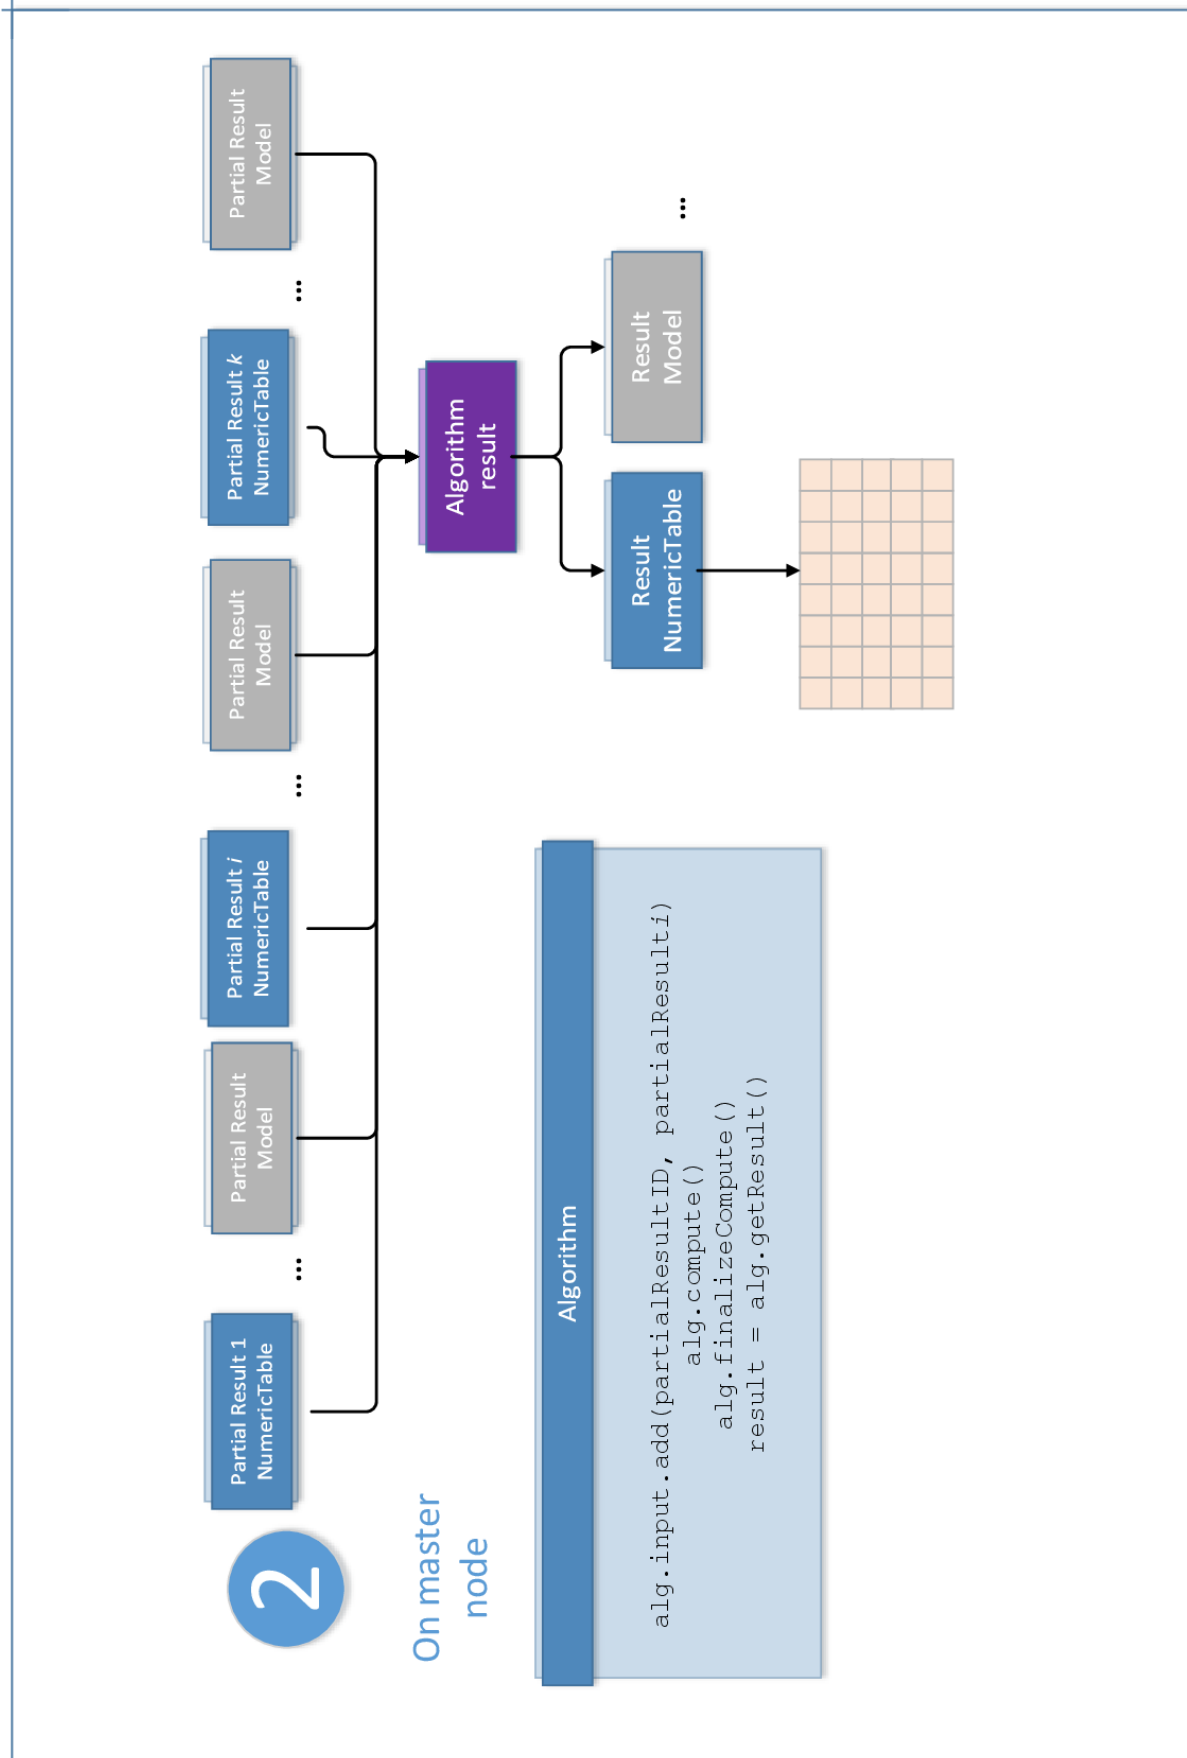 2
On master
node
Partial Result 1
NumericTable
...
Partial Result
Model
Partial Result i
NumericTable
...
Partial Result
Model
Partial Result k
NumericTable
...
Partial Result
Model
Algorithm
result
Result
NumericTable
Result
Model
...
Algorithm
alg.input.add(partialResultID, partialResulti)
alg.compute()
alg.finalizeCompute()
result = alg.getResult()